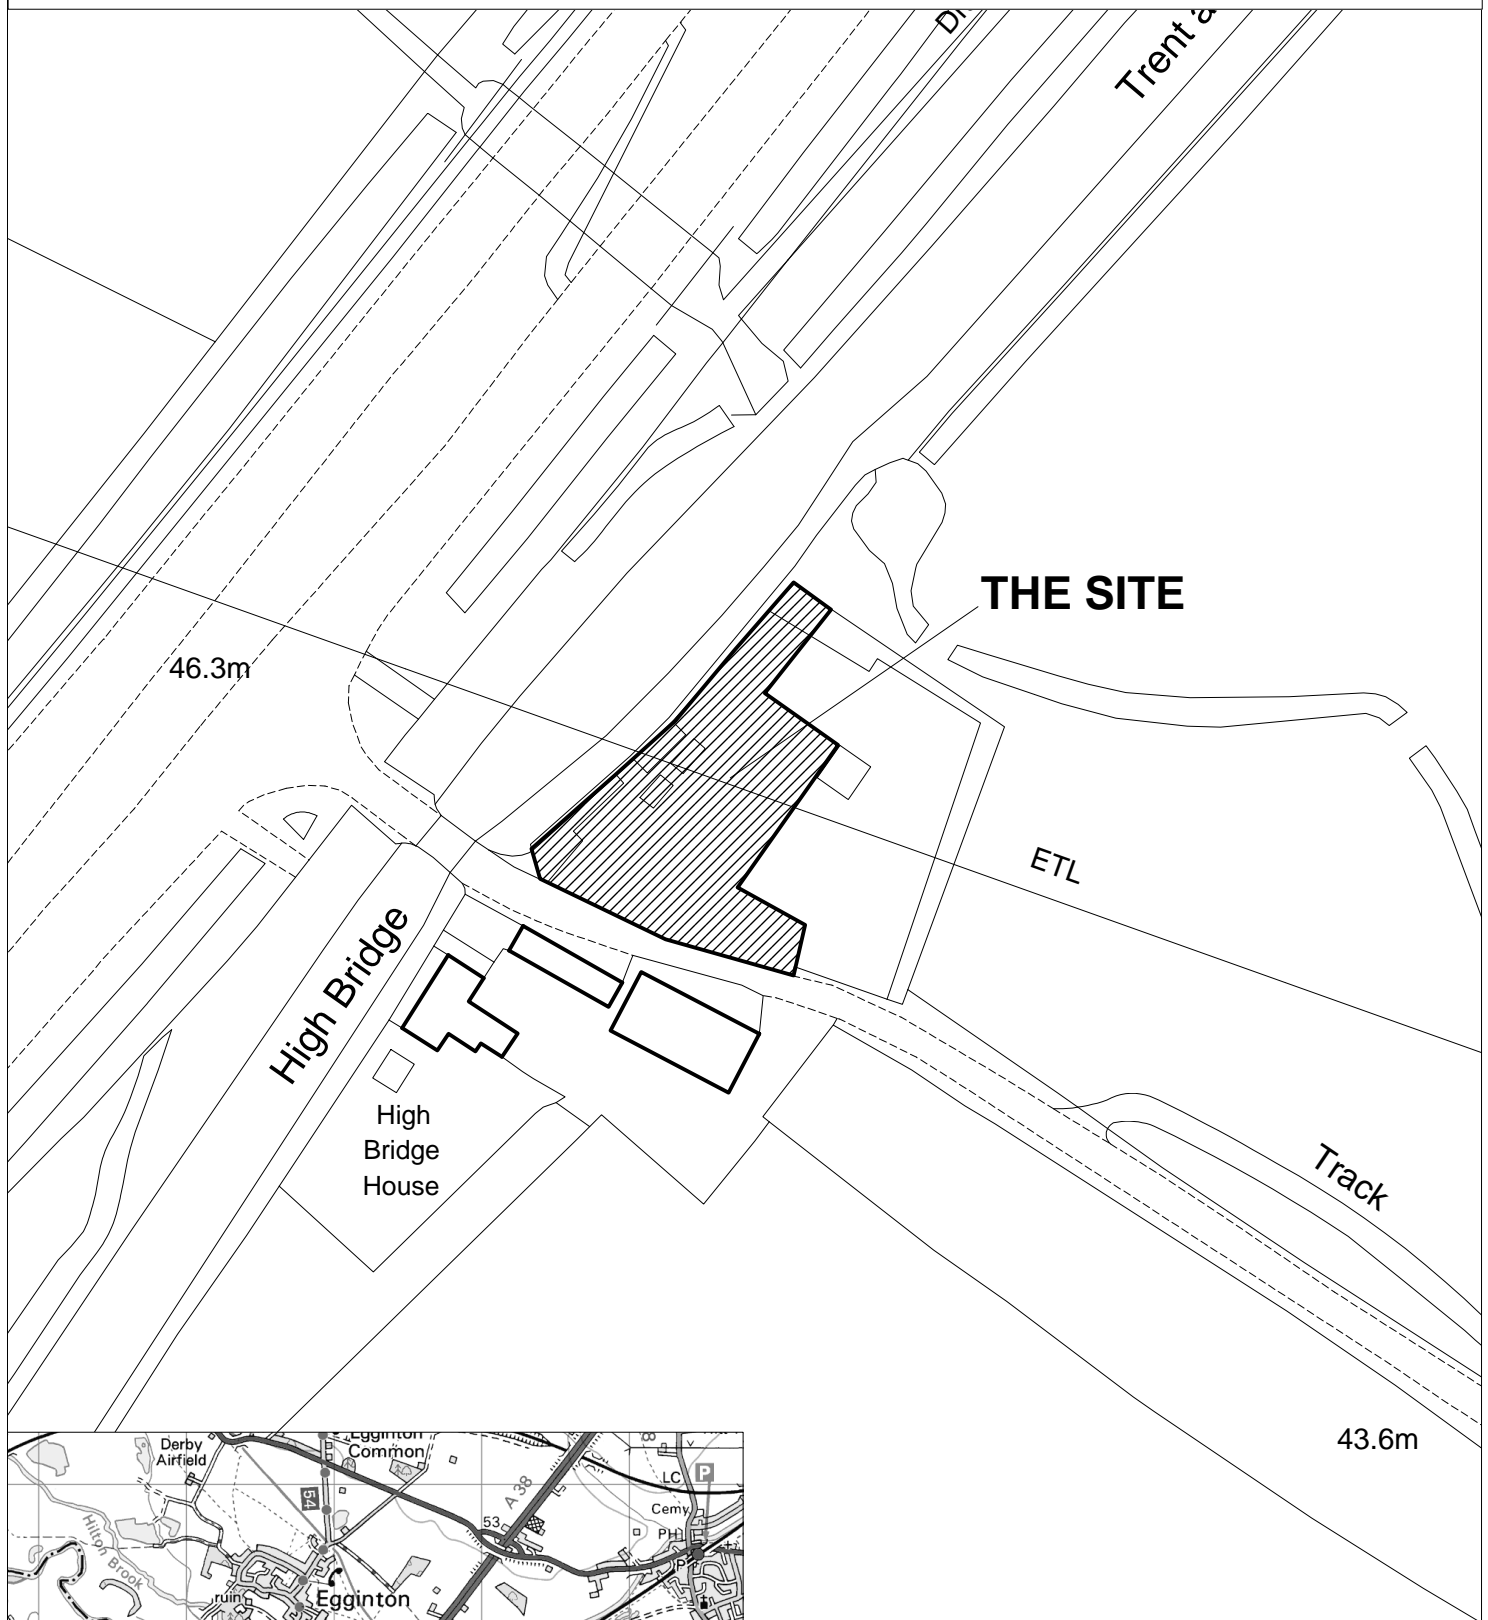 Trent a
THE SITE
46.3m
ETL
High Bridge
High
Bridge
House
Track
43.6m
Derby
Airfield
Egginton
Common
54
A 38
P
LC
Cemy
PH
53
P
Hilton Brook
ruin
Egginton